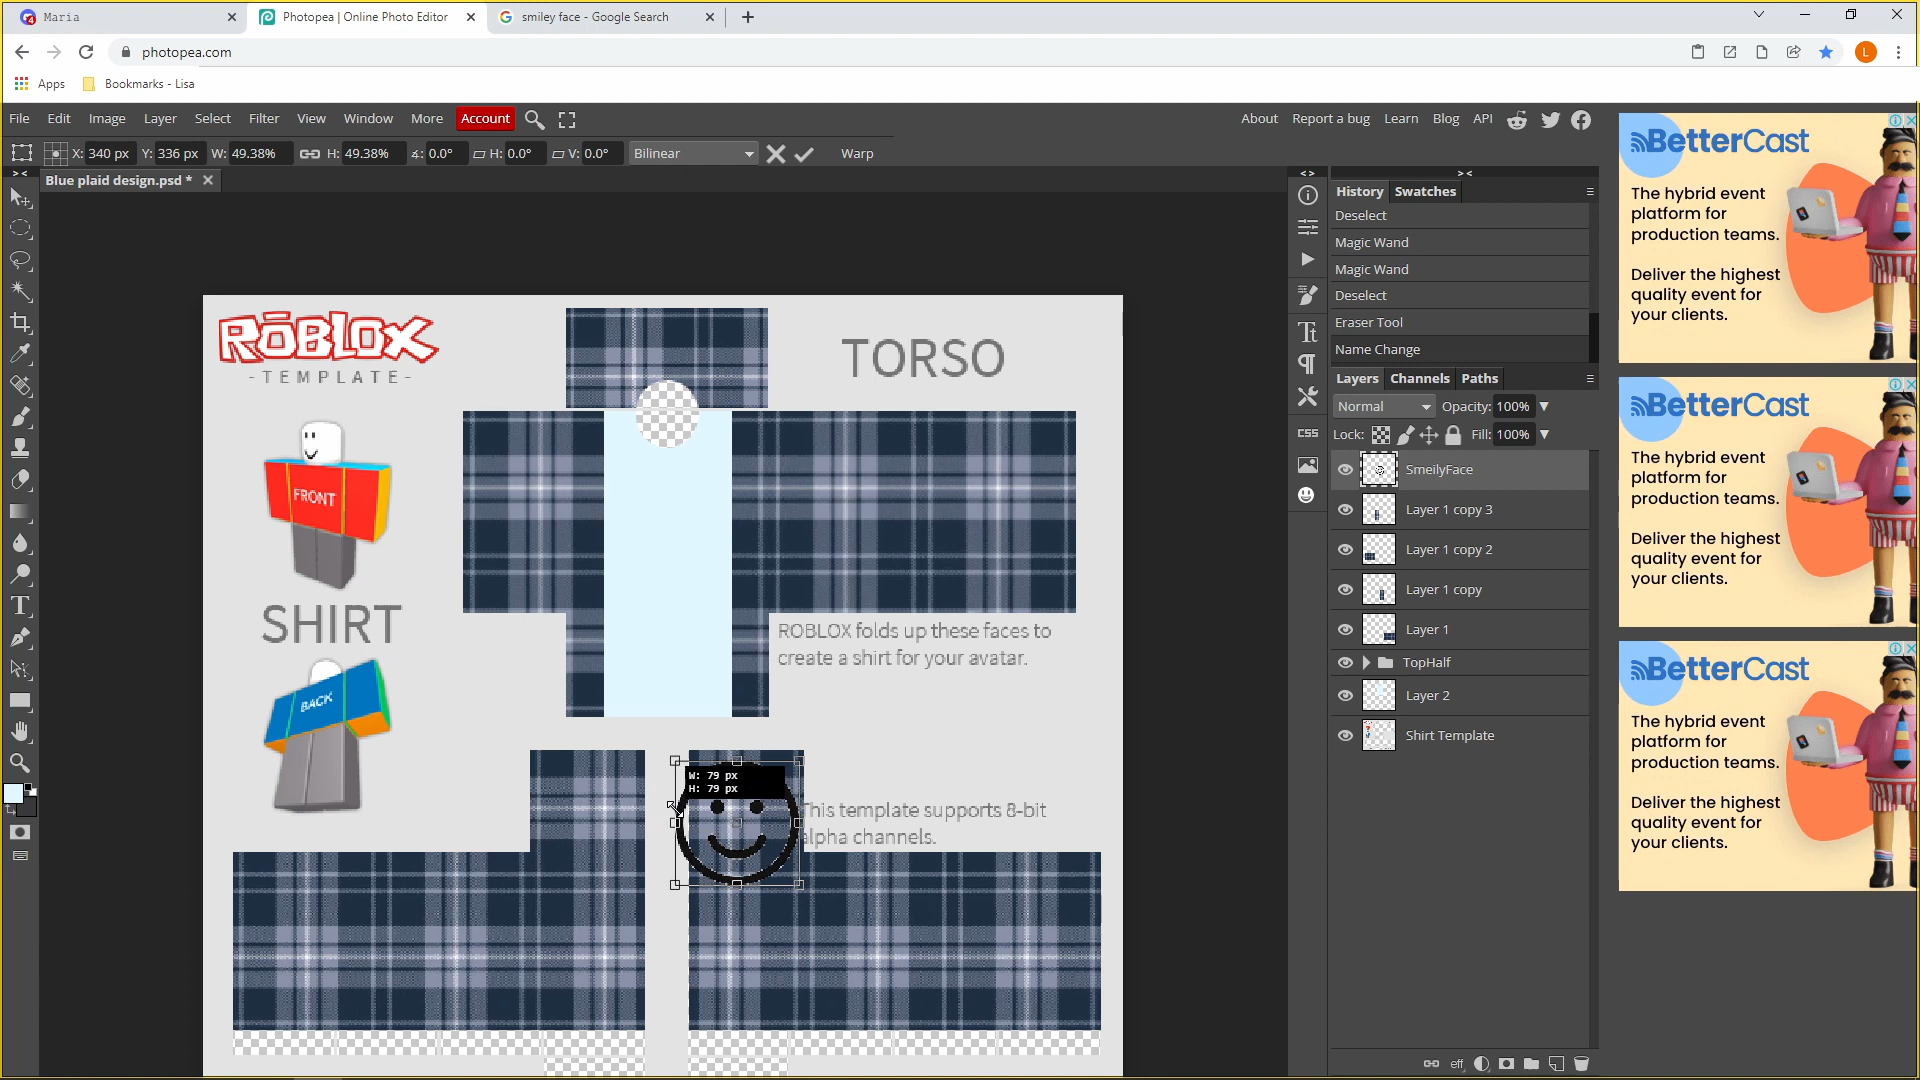 Maria
Photopea | Online Photo Editor
smiley face - Google Search
4
photopea.com
L
Apps
Bookmarks - Lisa
File Edit Image Layer Select Filter View Window More Account
About Report a bug Learn Blog API
X: 340 px Y: 336 px W: 49.38% H: 49.38% ∡: 0.0° H: 0.0° V: 0.0° Bilinear Warp
> < Blue plaid design.psd *
< >
> <
History Swatches
Deselect
Magic Wand
Magic Wand
Deselect
Eraser Tool
Name Change
Layers Channels Paths
Normal Opacity: 100%
Lock: Fill: 100%
SmeilyFace
Layer 1 copy 3
Layer 1 copy 2
Layer 1 copy
Layer 1
TopHalf
Layer 2
Shirt Template
CSS
eff
ROBLOX
-TEMPLATE-
TORSO
FRONT
SHIRT
BACK
ROBLOX folds up these faces to
create a shirt for your avatar.
W: 79 px
H: 79 px
This template supports 8-bit
alpha channels.
BetterCast
The hybrid event
platform for
production teams.
Deliver the highest
quality event for
your clients.
BetterCast
The hybrid event
platform for
production teams.
Deliver the highest
quality event for
your clients.
BetterCast
The hybrid event
platform for
production teams.
Deliver the highest
quality event for
your clients.